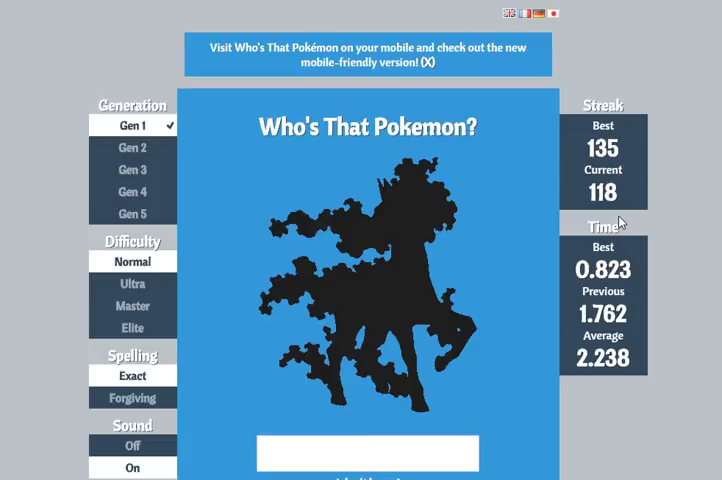 Visit Who's That Pokémon on your mobile and check out the new
mobile-friendly version! (X)
Generation
Gen 1
Gen 2
Gen 3
Gen 4
Gen 5
Difficulty
Normal
Ultra
Master
Elite
Spelling
Exact
Forgiving
Sound
Off
On
Who's That Pokemon?
Streak
Best
135
Current
118
Time
Best
0.823
Previous
1.762
Average
2.238